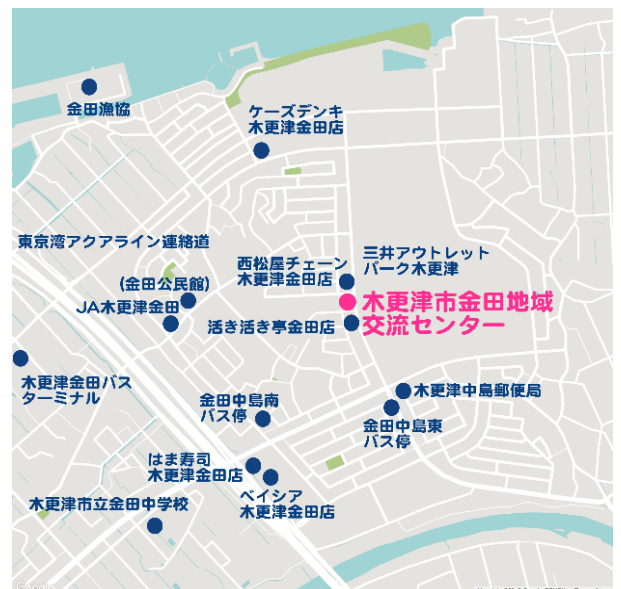 金田漁協
ケーズデンキ
木更津金田店
東京湾アクアライン連絡道
三井アウトレット
パーク木更津
西松屋チェーン
木更津金田店
(金田公民館)
JA木更津金田
木更津市金田地域
交流センター
活き活き亭金田店
木更津金田バス
ターミナル
木更津中島郵便局
金田中島南
バス停
金田中島東
バス停
はま寿司
木更津金田店
ベイシア
木更津金田店
木更津市立金田中学校
Google